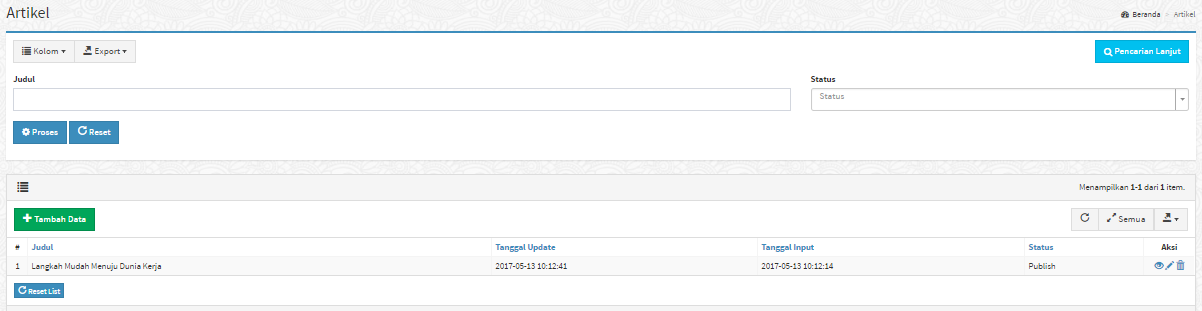 Artikel
Beranda > Artikel
Kolom Export Pencarian Lanjut
Judul Status
Status
Proses Reset
Menampilkan 1-1 dari 1 item.
Tambah Data Semua
# Judul Tanggal Update Tanggal Input Status Aksi
1 Langkah Mudah Menuju Dunia Kerja 2017-05-13 10:12:41 2017-05-13 10:12:14 Publish
Reset List